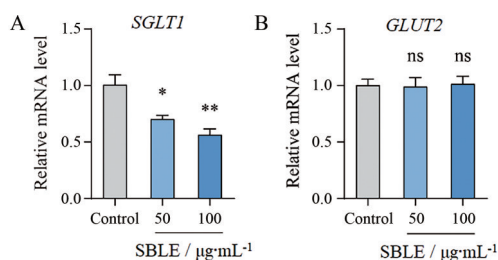 A
SGLT1
Relative mRNA level
1.5
1.0
0.5
0.0
*
**
Control
50
100
SBLE / μg·mL-1
B
GLUT2
Relative mRNA level
1.5
1.0
0.5
0.0
ns
ns
Control
50
100
SBLE / μg·mL-1